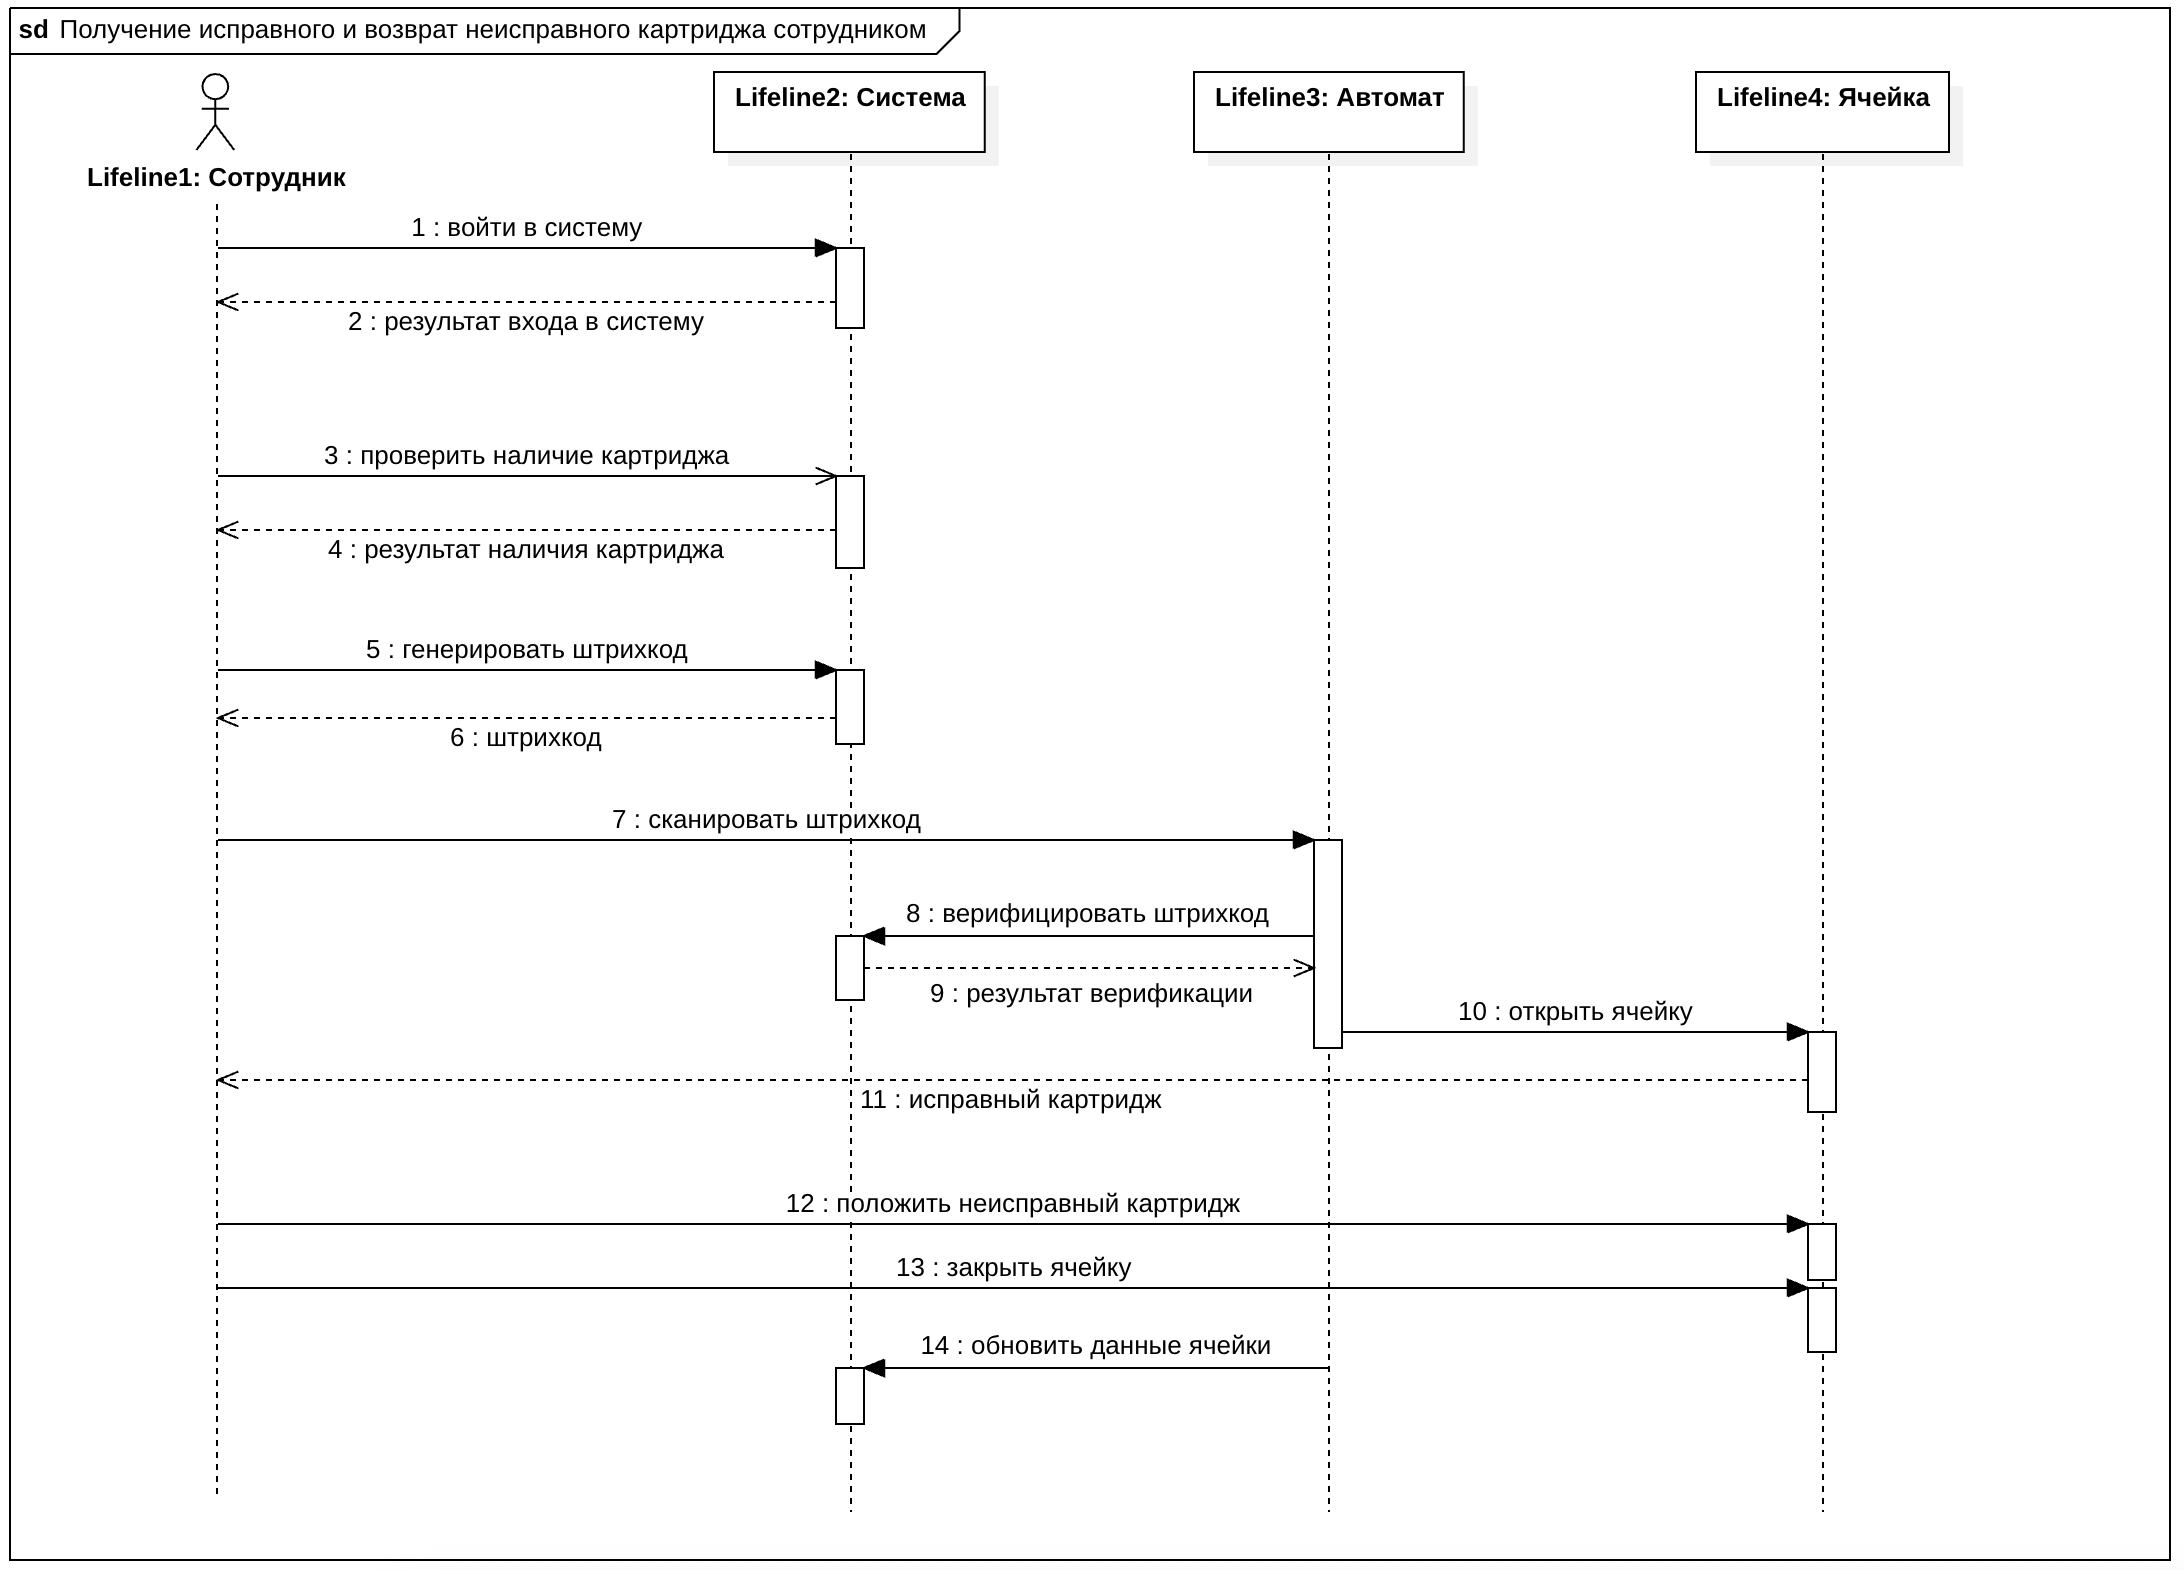 sd Получение исправного и возврат неисправного картриджа сотрудником
Lifeline1: Сотрудник
Lifeline2: Система
Lifeline3: Автомат
Lifeline4: Ячейка
1 : войти в систему
2 : результат входа в систему
3 : проверить наличие картриджа
4 : результат наличия картриджа
5 : генерировать штрихкод
6 : штрихкод
7 : сканировать штрихкод
8 : верифицировать штрихкод
9 : результат верификации
10 : открыть ячейку
11 : исправный картридж
12 : положить неисправный картридж
13 : закрыть ячейку
14 : обновить данные ячейки